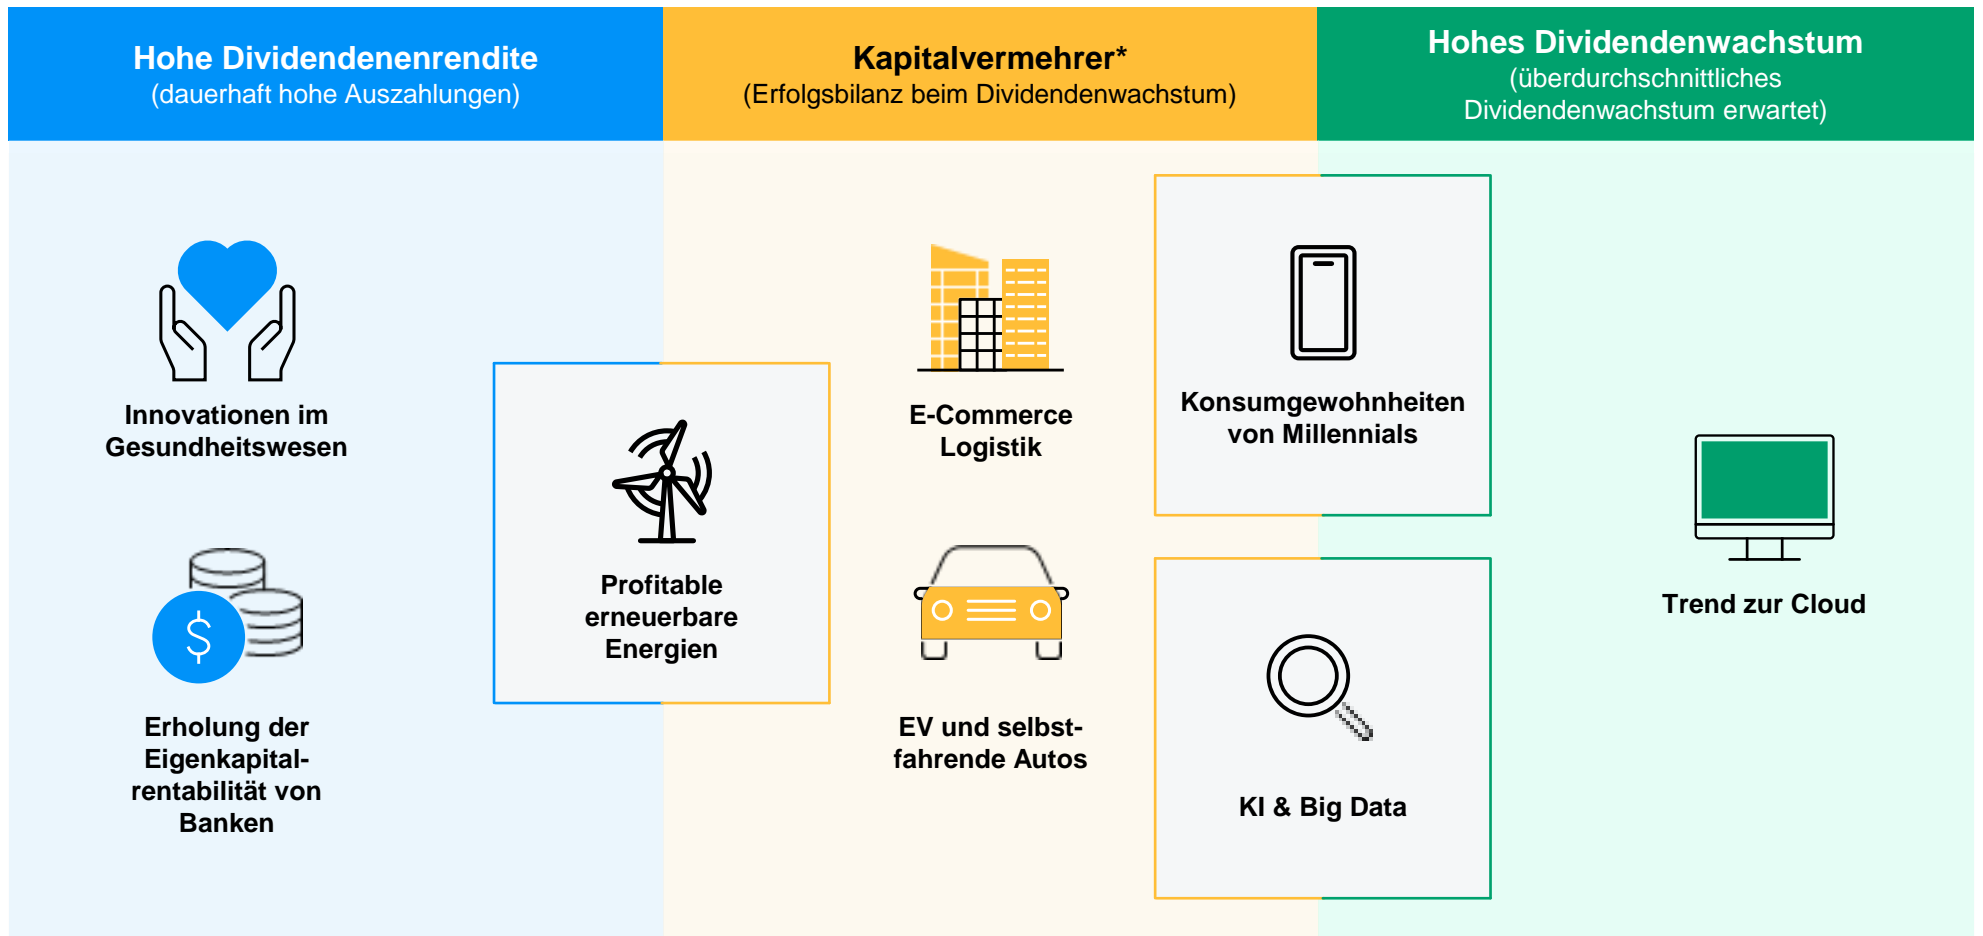 Hohe Dividendenenrendite
(dauerhaft hohe Auszahlungen)
Kapitalvermehrer*
(Erfolgsbilanz beim Dividendenwachstum)
Hohes Dividendenwachstum
(überdurchschnittliches
Dividendenwachstum erwartet)
Innovationen im
Gesundheitswesen
$
Erholung der
Eigenkapital-
rentabilität von
Banken
Profitable
erneuerbare
Energien
E-Commerce
Logistik
EV und selbst-
fahrende Autos
Konsumgewohnheiten
von Millennials
KI & Big Data
Trend zur Cloud